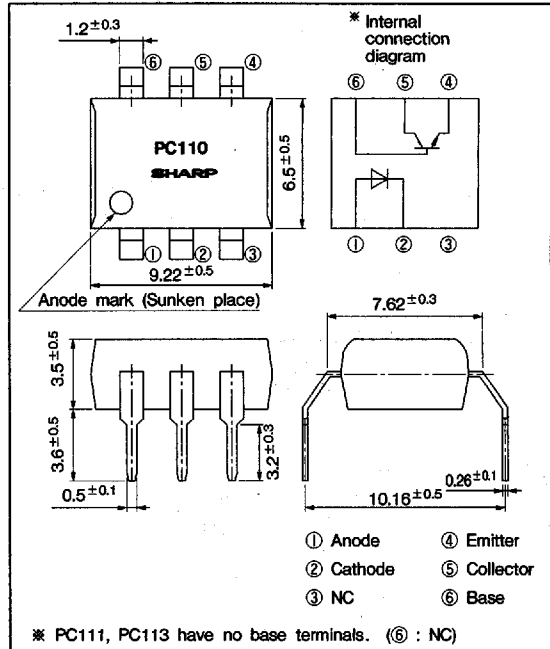 1.2±0.3
※ Internal
connection
diagram
⑥ ⑤ ④
⑥ ⑤ ④
PC110
SHARP
6.5±0.5
① ② ③
① ② ③
9.22±0.5
Anode mark (Sunken place)
7.62±0.3
3.5±0.5
3.6±0.5
3.2±0.3
0.5±0.1
0.26±0.1
10.16±0.5
① Anode ④ Emitter
② Cathode ⑤ Collector
③ NC ⑥ Base
※ PC111, PC113 have no base terminals. (⑥ : NC)